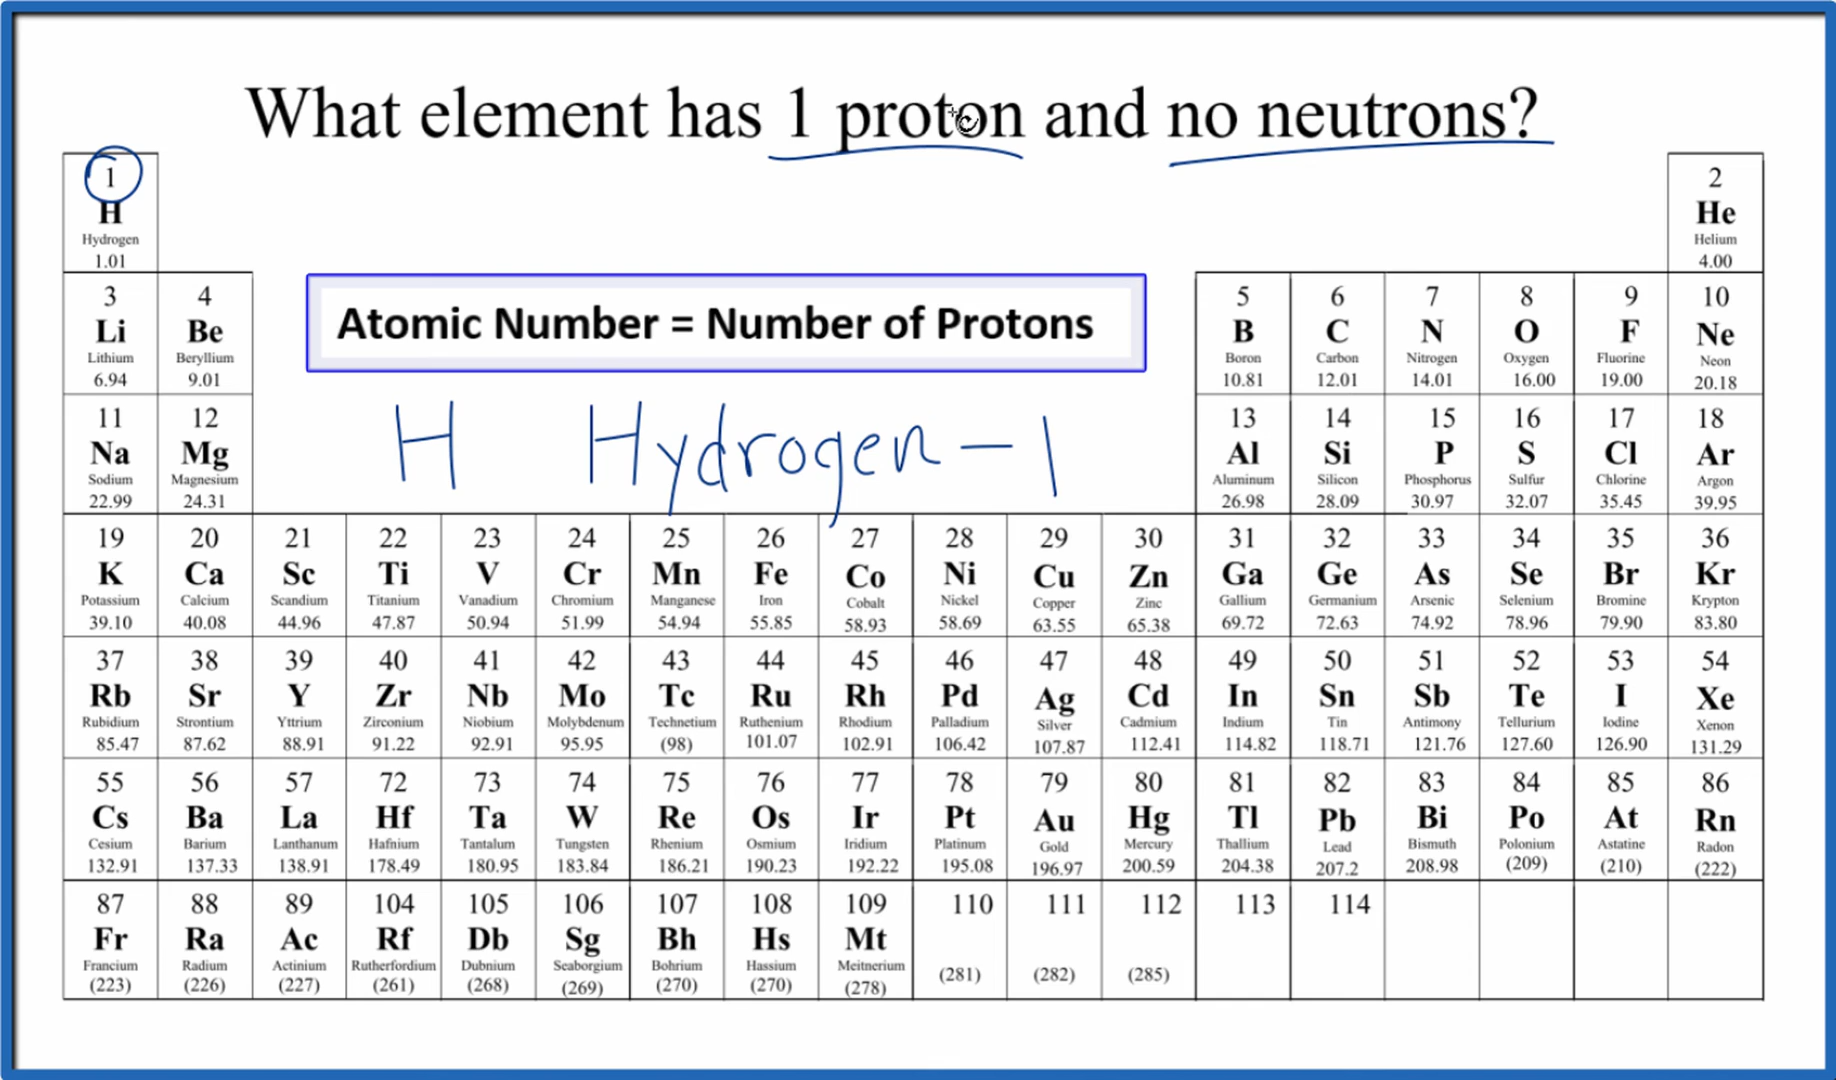 What element has 1 proton and no neutrons?
1 2
H He
Hydrogen Helium
1.01 4.00
Atomic Number = Number of Protons
3 4 5 6 7 8 9 10
Li Be B C N O F Ne
Lithium Beryllium Boron Carbon Nitrogen Oxygen Fluorine Neon
6.94 9.01 10.81 12.01 14.01 16.00 19.00 20.18
H Hydrogen-1
11 12 13 14 15 16 17 18
Na Mg Al Si P S Cl Ar
Sodium Magnesium Aluminum Silicon Phosphorus Sulfur Chlorine Argon
22.99 24.31 26.98 28.09 30.97 32.07 35.45 39.95
19 20 21 22 23 24 25 26 27 28 29 30 31 32 33 34 35 36
K Ca Sc Ti V Cr Mn Fe Co Ni Cu Zn Ga Ge As Se Br Kr
Potassium Calcium Scandium Titanium Vanadium Chromium Manganese Iron Cobalt Nickel Copper Zinc Gallium Germanium Arsenic Selenium Bromine Krypton
39.10 40.08 44.96 47.87 50.94 51.99 54.94 55.85 58.93 58.69 63.55 65.38 69.72 72.63 74.92 78.96 79.90 83.80
37 38 39 40 41 42 43 44 45 46 47 48 49 50 51 52 53 54
Rb Sr Y Zr Nb Mo Tc Ru Rh Pd Ag Cd In Sn Sb Te I Xe
Rubidium Strontium Yttrium Zirconium Niobium Molybdenum Technetium Ruthenium Rhodium Palladium Silver Cadmium Indium Tin Antimony Tellurium Iodine Xenon
85.47 87.62 88.91 91.22 92.91 95.95 (98) 101.07 102.91 106.42 107.87 112.41 114.82 118.71 121.76 127.60 126.90 131.29
55 56 57 72 73 74 75 76 77 78 79 80 81 82 83 84 85 86
Cs Ba La Hf Ta W Re Os Ir Pt Au Hg Tl Pb Bi Po At Rn
Cesium Barium Lanthanum Hafnium Tantalum Tungsten Rhenium Osmium Iridium Platinum Gold Mercury Thallium Lead Bismuth Polonium Astatine Radon
132.91 137.33 138.91 178.49 180.95 183.84 186.21 190.23 192.22 195.08 196.97 200.59 204.38 207.2 208.98 (209) (210) (222)
87 88 89 104 105 106 107 108 109 110 111 112 113 114
Fr Ra Ac Rf Db Sg Bh Hs Mt
Francium Radium Actinium Rutherfordium Dubnium Seaborgium Bohrium Hassium Meitnerium
(223) (226) (227) (261) (268) (269) (270) (270) (278) (281) (282) (285)